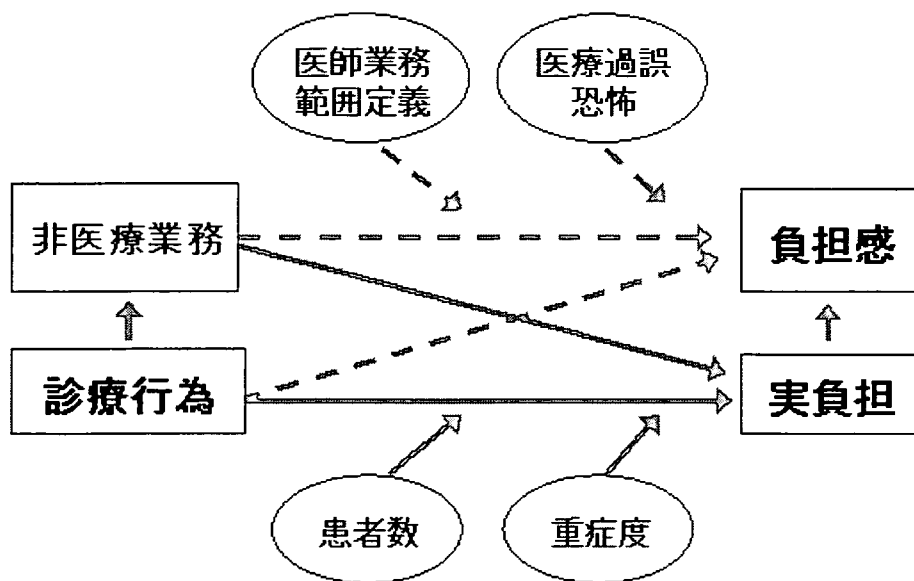 医師業務
範囲定義
医療過誤
恐怖
非医療業務
負担感
診療行為
実負担
患者数
重症度